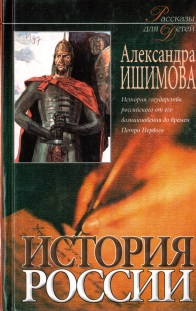 Рассказы
для детей
Александра
ИШИМОВА
История государства
российского от его
возникновения до времен
Петра Первого
ИСТОРИЯ
РОССИИ